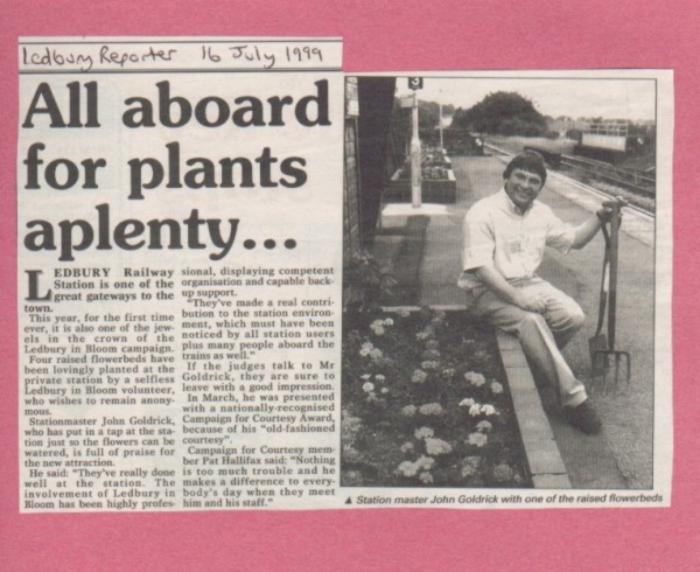 Ledbury Reporter 16 July 1999
All aboard
for plants
aplenty...
LEDBURY Railway
Station is one of the
great gateways to the
town.
This year, for the first time
ever, it is also one of the jew-
els in the crown of the
Ledbury in Bloom campaign.
Four raised flowerbeds have
been lovingly planted at the
private station by a selfless
Ledbury in Bloom volunteer,
who wishes to remain anony-
mous.
Stationmaster John Goldrick,
who has put in a tap at the sta-
tion just so the flowers can be
watered, is full of praise for
the new attraction.
He said: "They've really done
well at the station. The
involvement of Ledbury in
Bloom has been highly profes-
sional, displaying competent
organisation and capable back-
up support.
"They've made a real contri-
bution to the station environ-
ment, which must have been
noticed by all station users
plus many people aboard the
trains as well."
If the judges talk to Mr
Goldrick, they are sure to
leave with a good impression.
In March, he was presented
with a nationally-recognised
Campaign for Courtesy Award,
because of his "old-fashioned
courtesy".
Campaign for Courtesy mem-
ber Pat Hallifax said: "Nothing
is too much trouble and he
makes a difference to every-
body's day when they meet
him and his staff."
3
▲ Station master John Goldrick with one of the raised flowerbeds